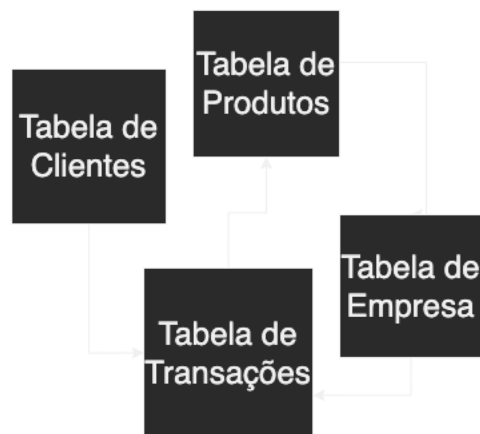 Tabela de
Clientes
Tabela de
Produtos
Tabela de
Empresa
Tabela de
Transações